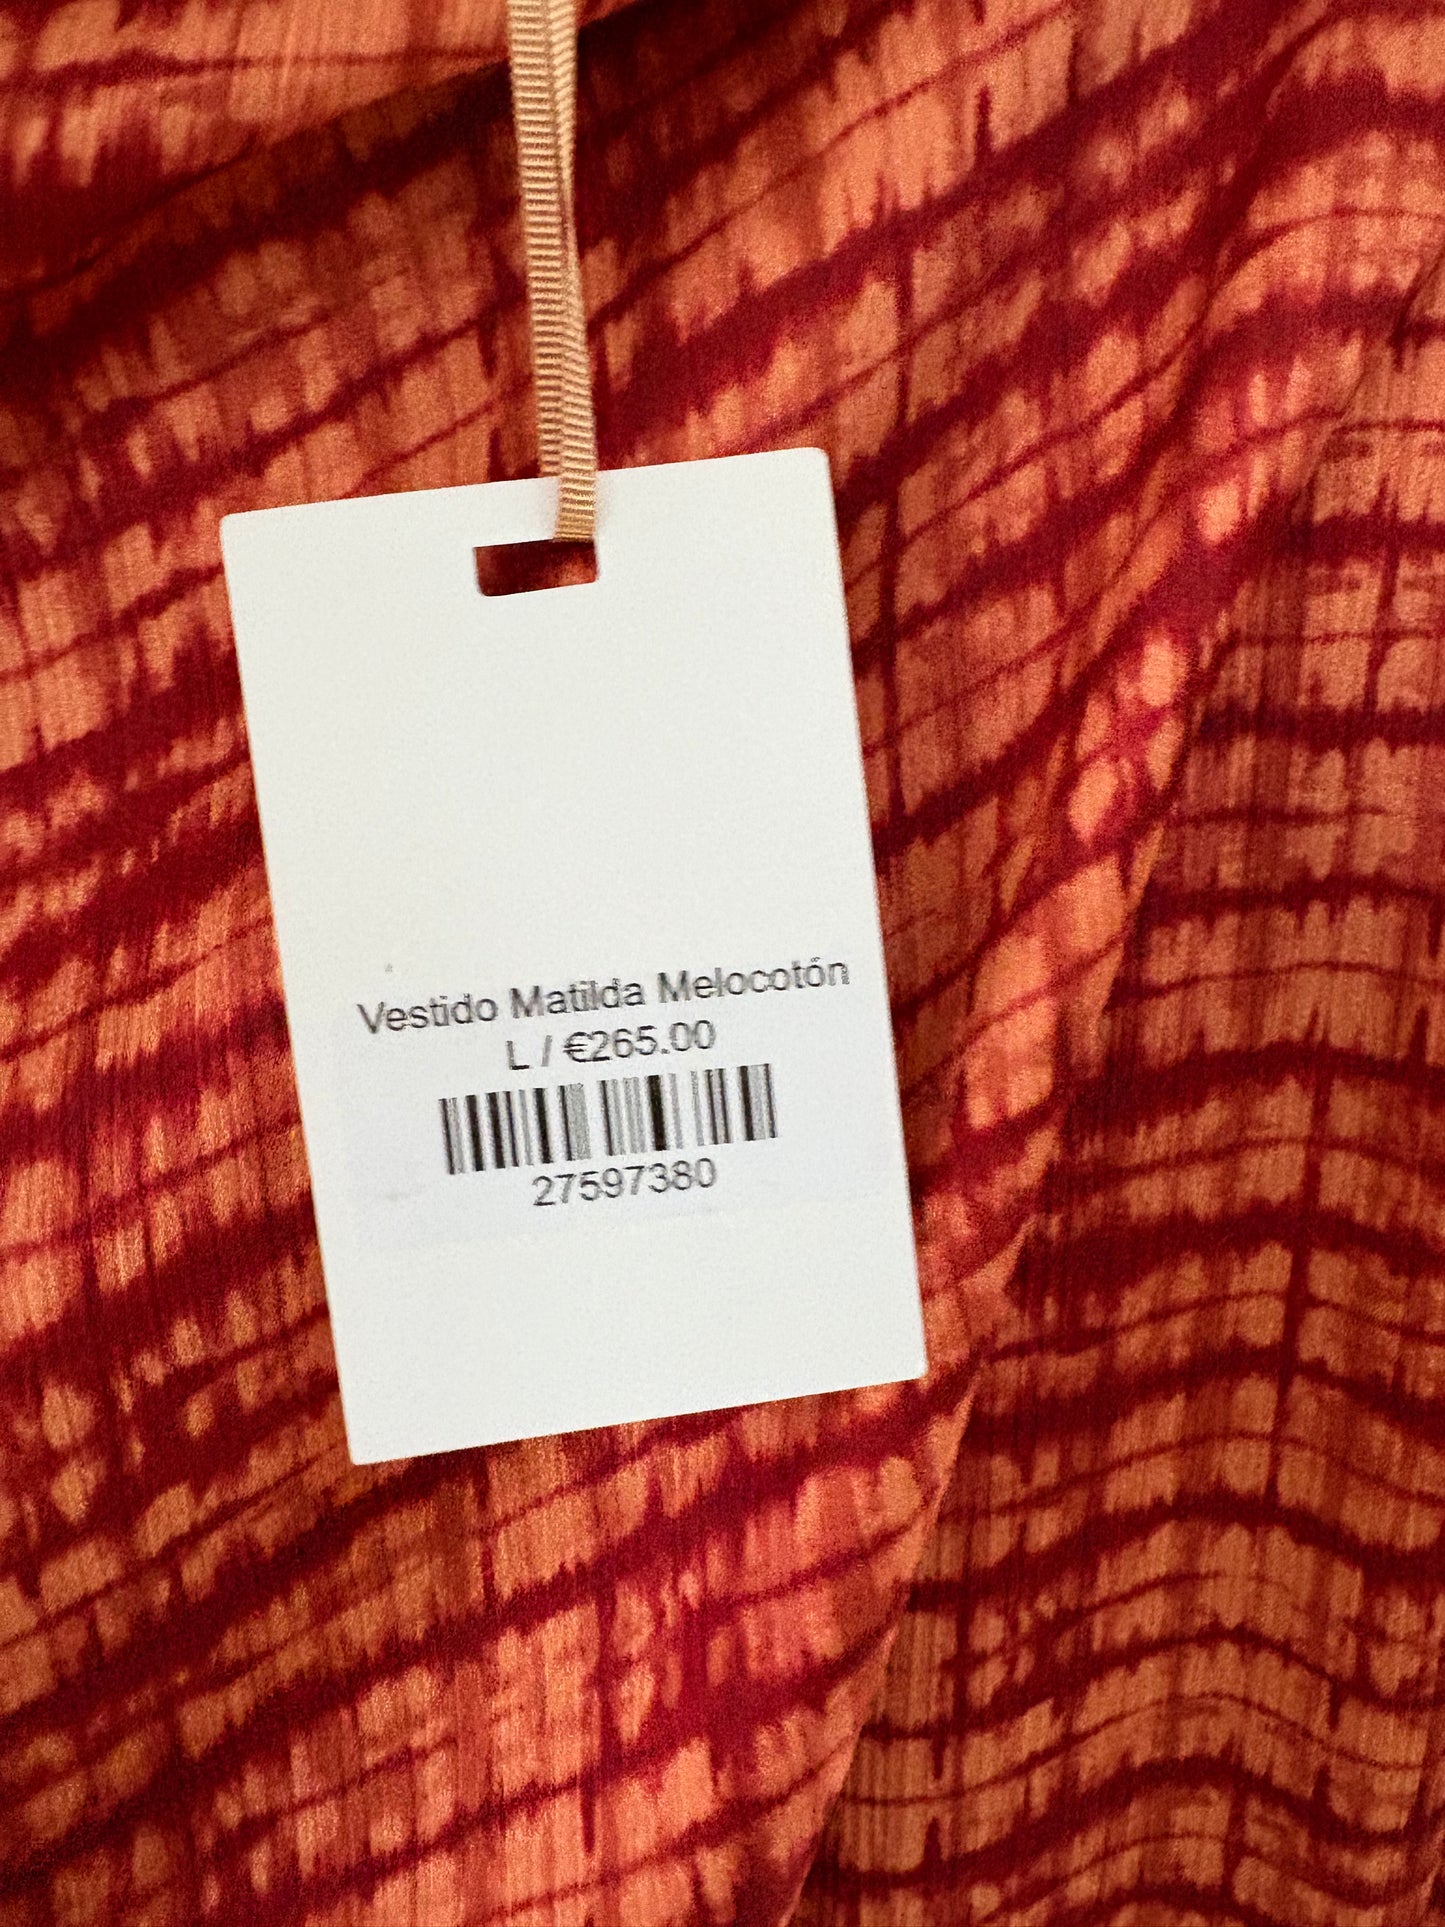 Vestido Matilda Melocotón
L / €265.00
27597380